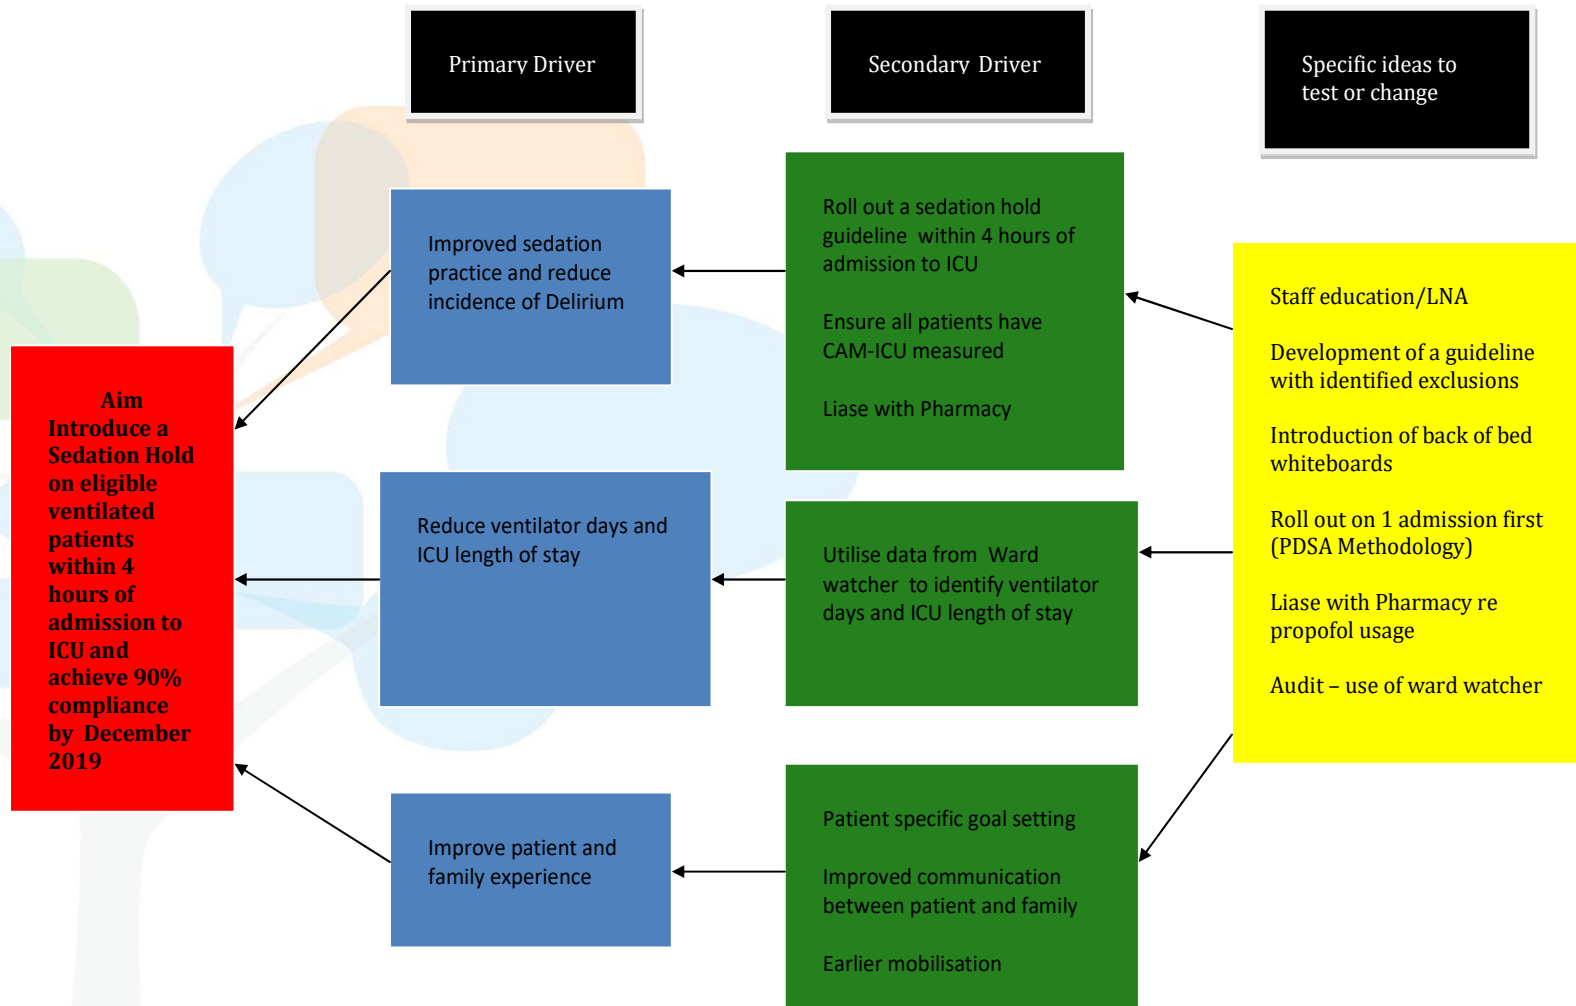 Primary Driver
Secondary Driver
Specific ideas to
test or change
Aim
Introduce a
Sedation Hold
on eligible
ventilated
patients
within 4
hours of
admission to
ICU and
achieve 90%
compliance
by December
2019
Improved sedation
practice and reduce
incidence of Delirium
Reduce ventilator days and
ICU length of stay
Improve patient and
family experience
Roll out a sedation hold
guideline within 4 hours of
admission to ICU
Ensure all patients have
CAM-ICU measured
Liase with Pharmacy
Utilise data from Ward
watcher to identify ventilator
days and ICU length of stay
Patient specific goal setting
Improved communication
between patient and family
Earlier mobilisation
Staff education/LNA
Development of a guideline
with identified exclusions
Introduction of back of bed
whiteboards
Roll out on 1 admission first
(PDSA Methodology)
Liase with Pharmacy re
propofol usage
Audit – use of ward watcher